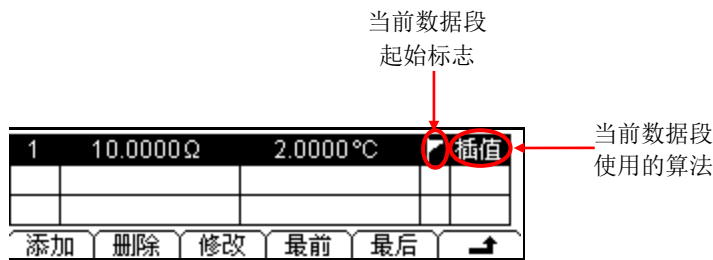 当前数据段
起始标志
1 10.0000Ω 2.0000℃ 插值
当前数据段
使用的算法
添加 删除 修改 最前 最后